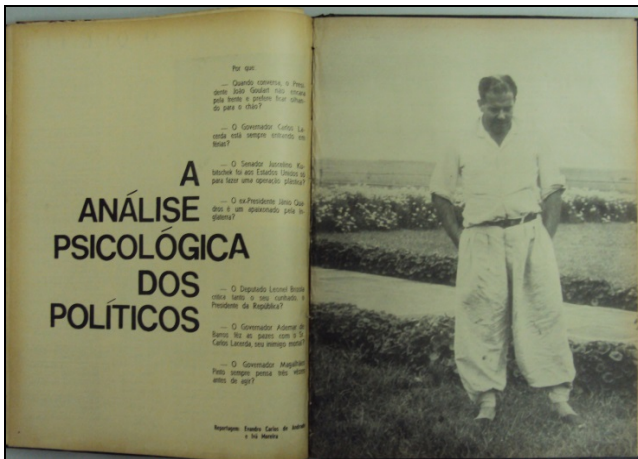 A
ANÁLISE
PSICOLÓGICA
DOS
POLÍTICOS
Por que:
— Quando conversa, o Presi-
dente João Goulart não encara
pela frente e prefere ficar olhan-
do para o chão?
— O Governador Carlos La-
cerda está sempre entrando em
férias?
— O Senador Juscelino Ku-
bitschek foi aos Estados Unidos só
para fazer uma operação plástica?
— O ex-Presidente Jânio Qua-
dros é um apaixonado pela In-
glaterra?
— O Deputado Leonel Brizola
critica tanto o seu cunhado, o
Presidente da República?
— O Governador Ademar de
Barros fez as pazes com o Sr.
Carlos Lacerda, seu inimigo mortal?
— O Governador Magalhães
Pinto sempre pensa três vezes
antes de agir?
Reportagem: Evandro Carlos de Andrade
e Iná Moreira